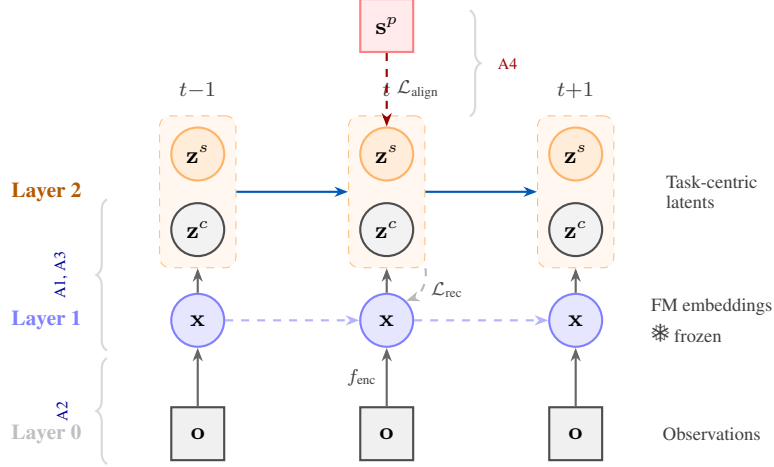 s^p
A4
t−1
t
L_align
t+1
z^s
z^s
z^s
Layer 2
Task-centric
latents
z^c
z^c
z^c
A1, A3
L_rec
Layer 1
x
x
x
FM embeddings
❄ frozen
f_enc
A2
Layer 0
o
o
o
Observations